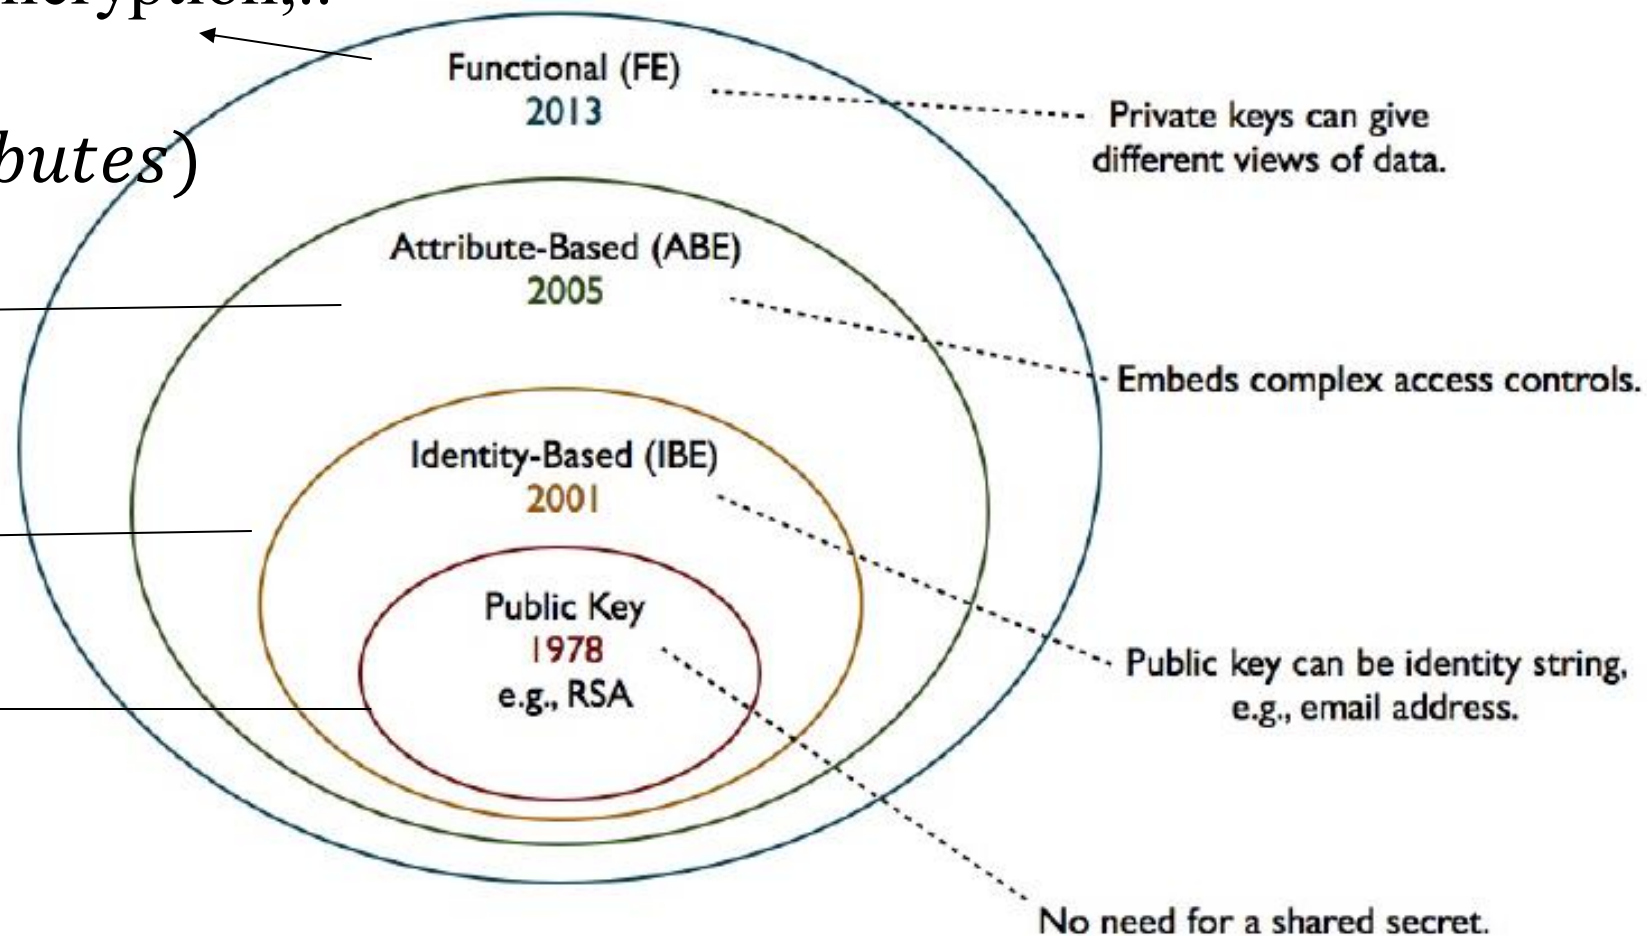 Functional (FE)
2013
Private keys can give
different views of data.
Attribute-Based (ABE)
2005
Embeds complex access controls.
Identity-Based (IBE)
2001
Public Key
1978
e.g., RSA
Public key can be identity string,
e.g., email address.
No need for a shared secret.